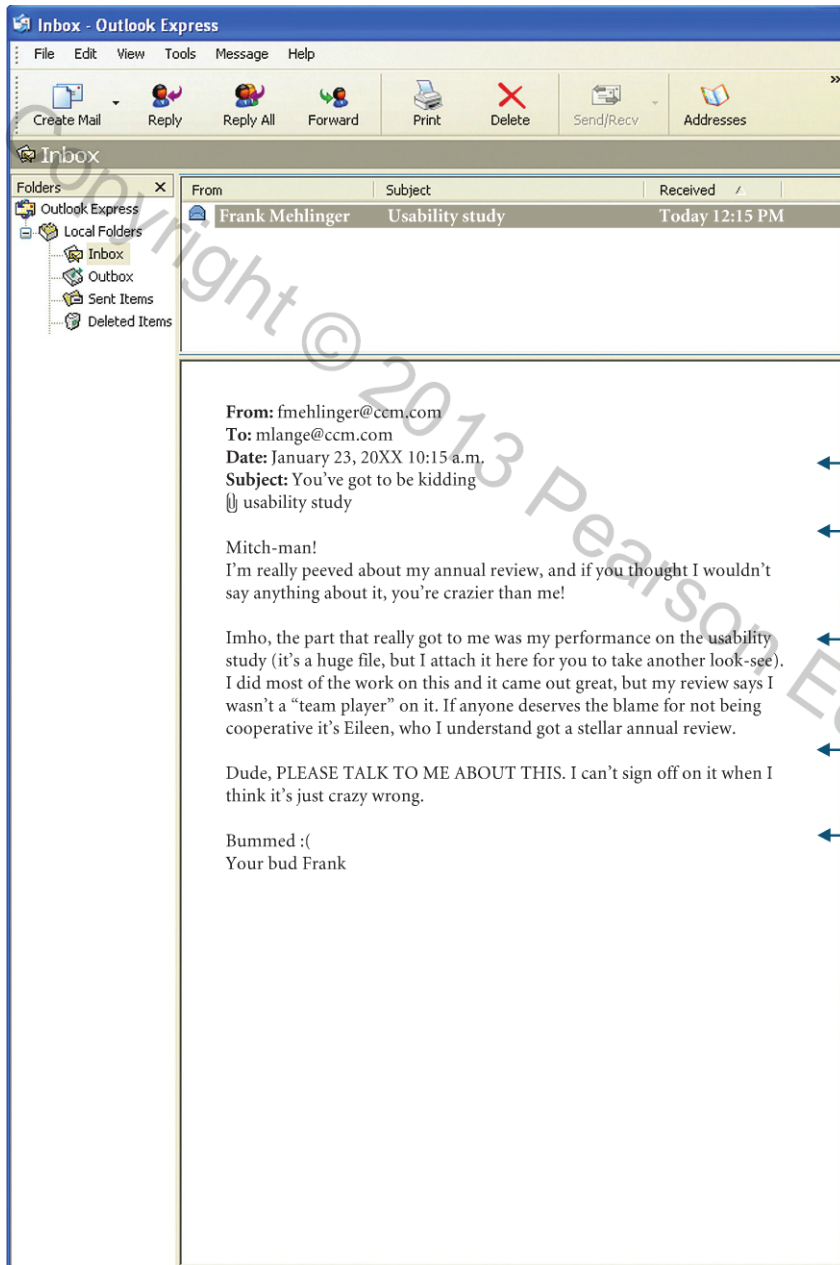 Inbox - Outlook Express
File Edit View Tools Message Help
»
Create Mail Reply Reply All Forward Print Delete Send/Recv Addresses
Inbox
Folders X From Subject Received
Outlook Express Frank Mehlinger Usability study Today 12:15 PM
Local Folders
Inbox
Outbox
Sent Items
Deleted Items
From: fmehlinger@ccm.com
To: mlange@ccm.com
Date: January 23, 20XX 10:15 a.m.
Subject: You've got to be kidding
usability study
Mitch-man!
I'm really peeved about my annual review, and if you thought I wouldn't
say anything about it, you're crazier than me!
Imho, the part that really got to me was my performance on the usability
study (it's a huge file, but I attach it here for you to take another look-see).
I did most of the work on this and it came out great, but my review says I
wasn't a “team player” on it. If anyone deserves the blame for not being
cooperative it's Eileen, who I understand got a stellar annual review.
Dude, PLEASE TALK TO ME ABOUT THIS. I can't sign off on it when I
think it's just crazy wrong.
Bummed :(
Your bud Frank
Copyright © 2013 Pearson